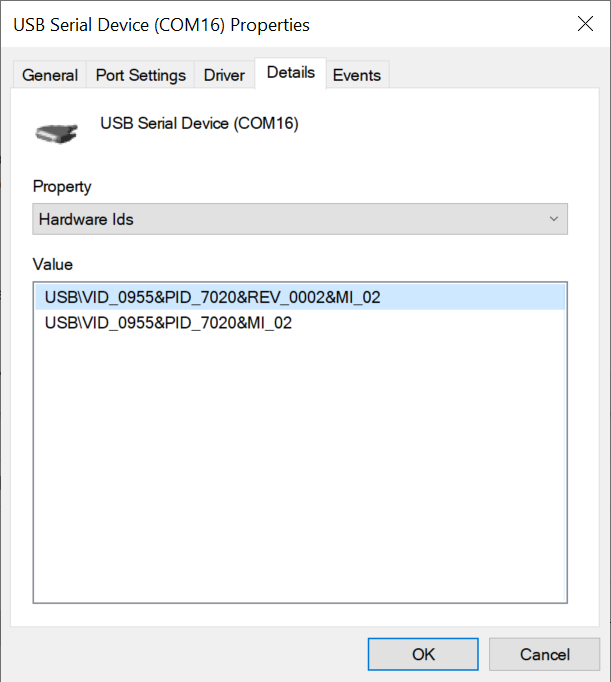 USB Serial Device (COM16) Properties
General Port Settings Driver Details Events
USB Serial Device (COM16)
Property
Hardware Ids
Value
USB\VID_0955&PID_7020&REV_0002&MI_02
USB\VID_0955&PID_7020&MI_02
OK Cancel